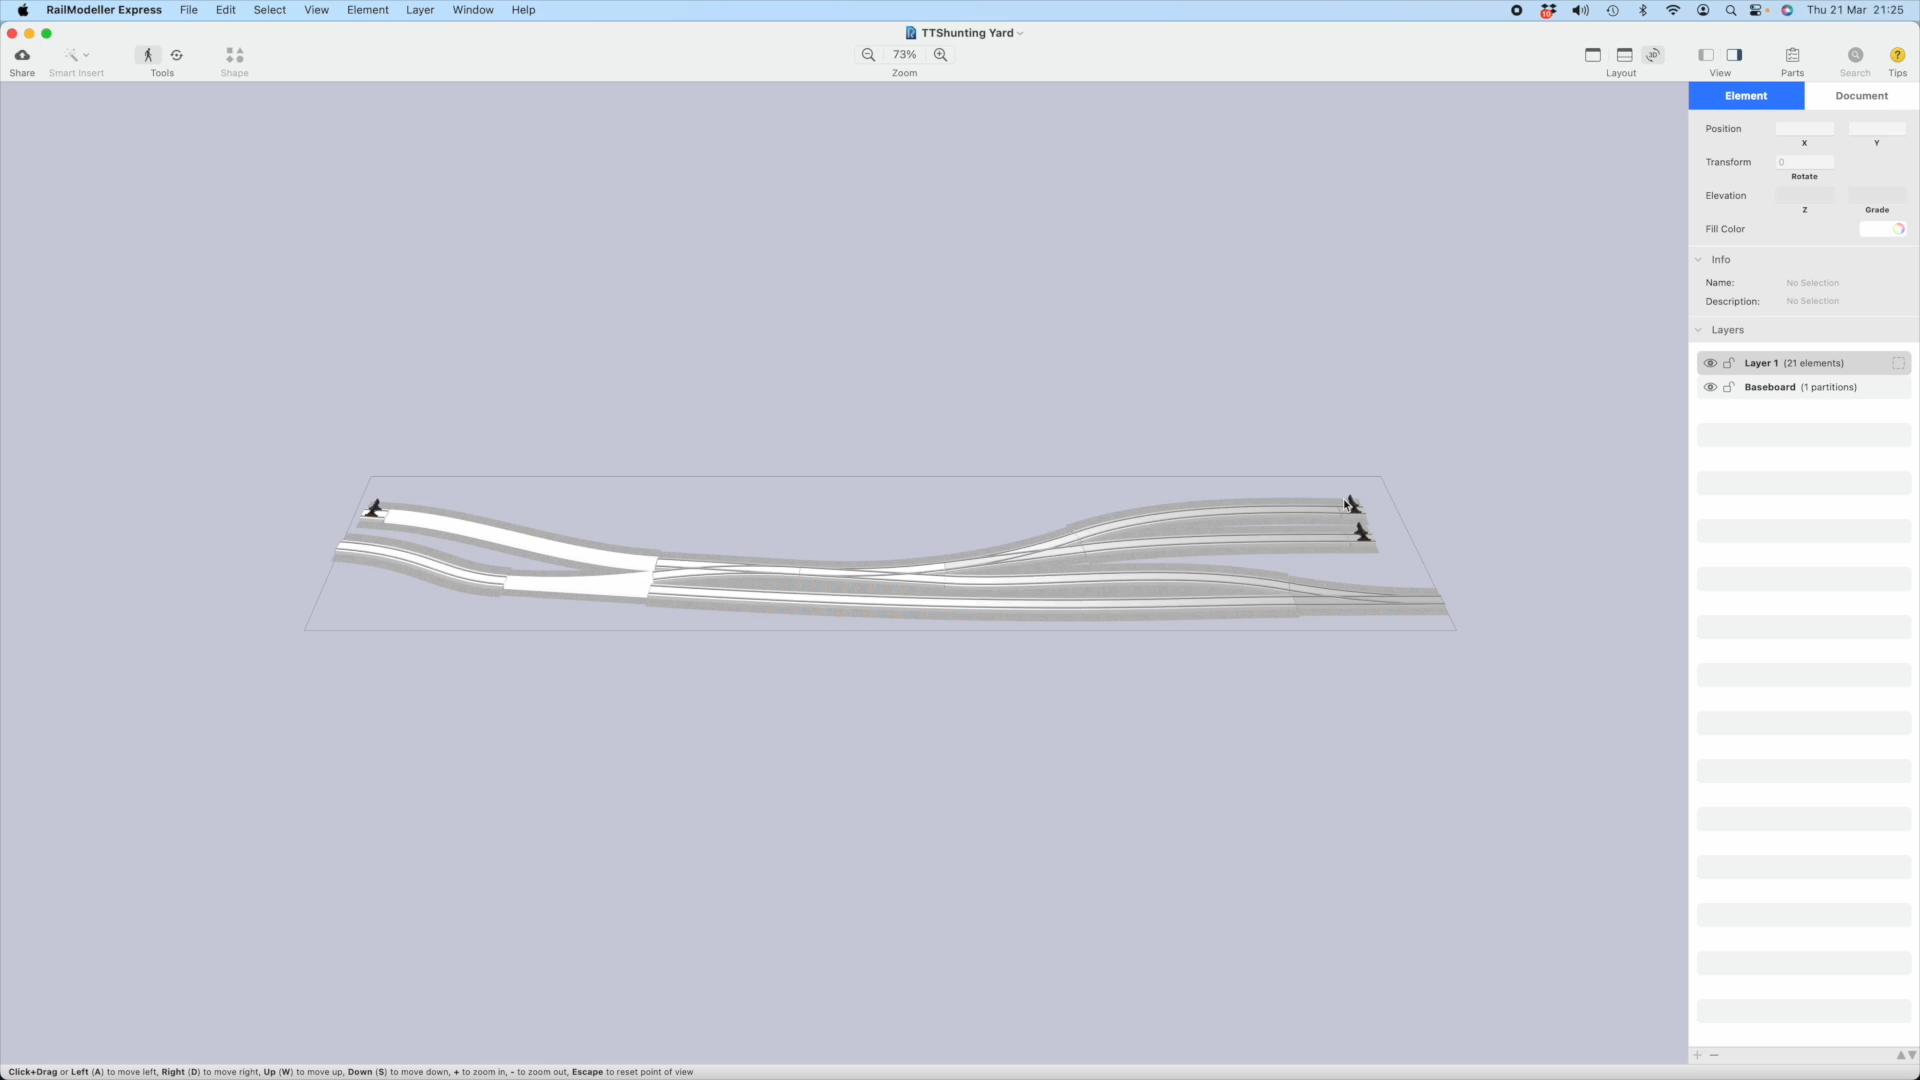 RailModeller Express File Edit Select View Element Layer Window Help 10 Thu 21 Mar 21:25
TTShunting Yard
73% 3D ?
Share Smart Insert Tools Shape Zoom Layout View Parts Search Tips
Element Document
Position
X Y
Transform 0
Rotate
Elevation
Z Grade
Fill Color
Info
Name: No Selection
Description: No Selection
Layers
Layer 1 (21 elements)
Baseboard (1 partitions)
Click+Drag or Left (A) to move left, Right (D) to move right, Up (W) to move up, Down (S) to move down, + to zoom in, - to zoom out, Escape to reset point of view